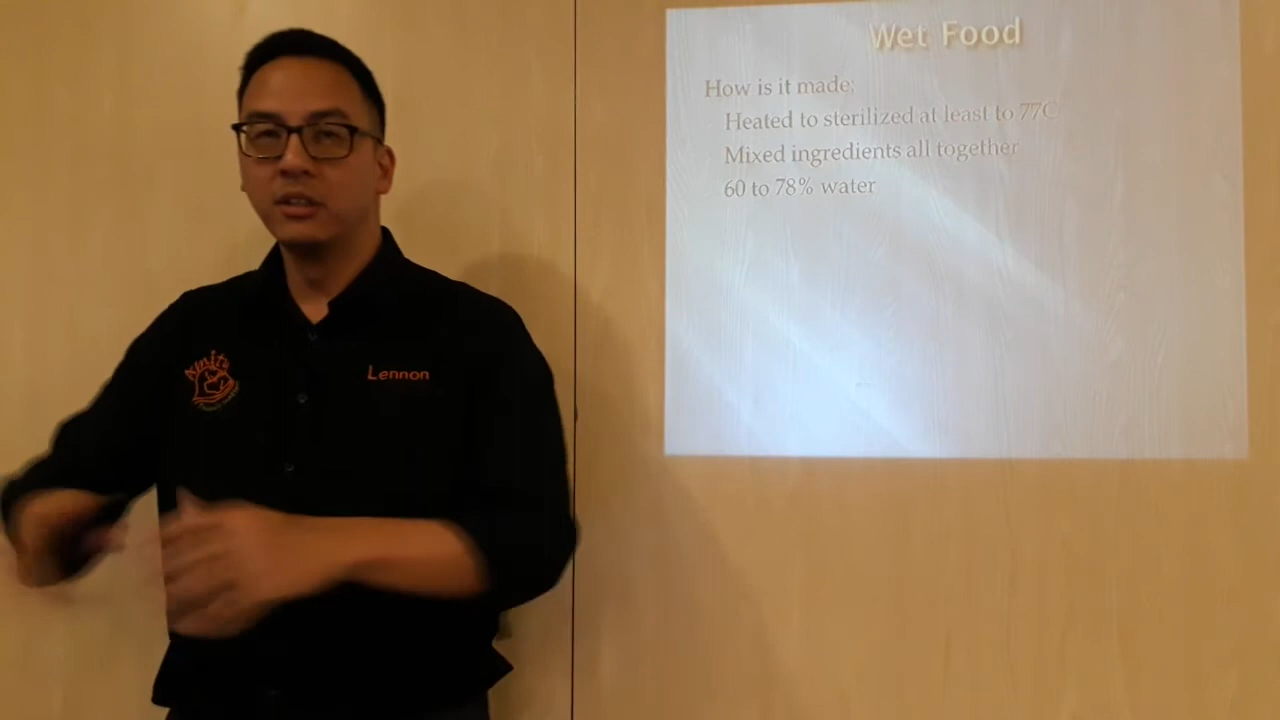 Wet Food
How is it made:
Heated to sterilized at least to 77C
Mixed ingredients all together
60 to 78% water
Amity
Lennon